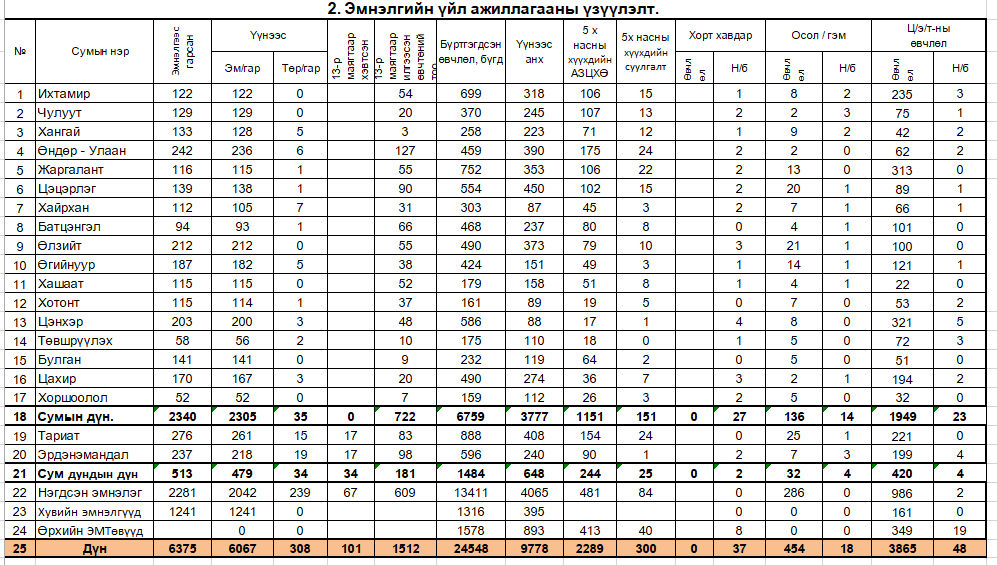 2. Эмнэлгийн үйл ажиллагааны үзүүлэлт.
№ Сумын нэр Эмнэлгээс гарсан Үүнээс 13-р маягтаар хэвтсэн 13-р маягтаар илгээсэн өвчтөний тоо Бүртгэгдсэн өвчлөл, бүгд Үүнээс анх 5 х насны хүүхдийн АЗЦХӨ 5х насны хүүхдийн суулгалт Хорт хавдар Осол / гэм Ц/э/т-ны өвчлөл
Эм/гар Төр/гар Өвчлөл Н/б Өвчлөл Н/б Өвчлөл Н/б
1 Ихтамир 122 122 0 54 699 318 106 15 1 8 2 235 3
2 Чулуут 129 129 0 20 370 245 107 13 2 2 3 75 1
3 Хангай 133 128 5 3 258 223 71 12 1 9 2 42 2
4 Өндөр - Улаан 242 236 6 127 459 390 175 24 2 2 0 62 2
5 Жаргалант 116 115 1 55 752 353 106 22 2 13 0 313 0
6 Цэцэрлэг 139 138 1 90 554 450 102 15 2 20 1 89 1
7 Хайрхан 112 105 7 31 303 87 45 3 2 7 1 66 1
8 Батцэнгэл 94 93 1 66 468 237 80 8 0 4 1 101 0
9 Өлзийт 212 212 0 55 490 373 79 10 3 21 1 100 0
10 Өгийнуур 187 182 5 38 424 151 49 3 1 14 1 121 1
11 Хашаат 115 115 0 52 179 158 51 8 1 4 1 22 0
12 Хотонт 115 114 1 37 161 89 19 5 0 7 0 53 2
13 Цэнхэр 203 200 3 48 586 88 17 1 4 8 0 321 5
14 Төвшрүүлэх 58 56 2 10 175 110 18 0 1 5 0 72 3
15 Булган 141 141 0 9 232 119 64 2 0 5 0 51 0
16 Цахир 170 167 3 20 490 274 36 7 3 2 1 194 2
17 Хоршоолол 52 52 0 7 159 112 26 3 2 5 0 32 0
18 Сумын дүн. 2340 2305 35 0 722 6759 3777 1151 151 0 27 136 14 1949 23
19 Тариат 276 261 15 17 83 888 408 154 24 0 25 1 221 0
20 Эрдэнэмандал 237 218 19 17 98 596 240 90 1 2 7 3 199 4
21 Сум дундын дүн 513 479 34 34 181 1484 648 244 25 0 2 32 4 420 4
22 Нэгдсэн эмнэлэг 2281 2042 239 67 609 13411 4065 481 84 0 286 0 986 2
23 Хувийн эмнэлгүүд 1241 1241 0 1316 395 0 0 0 161 0
24 Өрхийн ЭМТөвүүд 0 0 1578 893 413 40 8 0 0 349 19
25 Дүн 6375 6067 308 101 1512 24548 9778 2289 300 0 37 454 18 3865 48